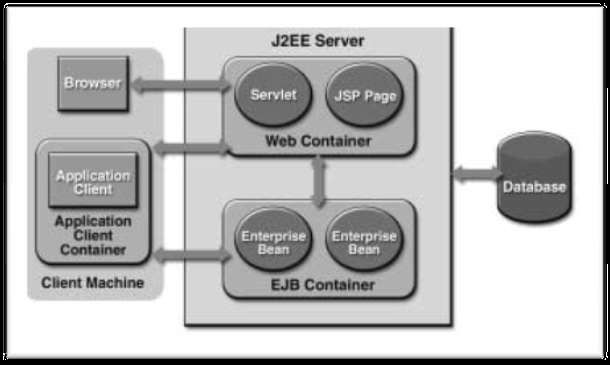 J2EE Server
Browser
Servlet
JSP Page
Web Container
Application
Client
Application
Client
Container
Client Machine
Enterprise
Bean
Enterprise
Bean
EJB Container
Database